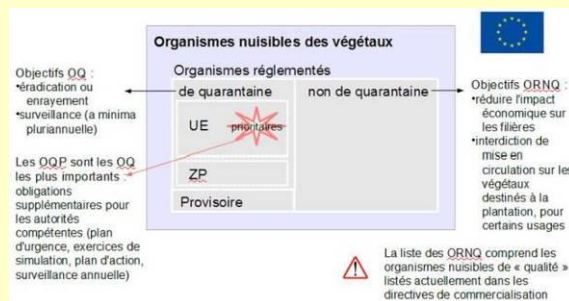 Organismes nuisibles des végétaux
Organismes réglementés
de quarantaine
non de quarantaine
UE
prioritaires
ZP
Provisoire
Objectifs OQ :
•éradication ou
enrayement
•surveillance (a minima
pluriannuelle)
Les OQP sont les OQ
les plus importants :
obligations
supplémentaires pour
les autorités
compétentes (plan
d'urgence, exercices de
simulation, plan d'action,
surveillance annuelle)
Objectifs ORNQ :
•réduire l'impact
économique sur
les filières
•interdiction de
mise en
circulation sur les
végétaux
destinés à la
plantation, pour
certains usages
La liste des ORNQ comprend les
organismes nuisibles de « qualité »
listés actuellement dans les
directives de commercialisation